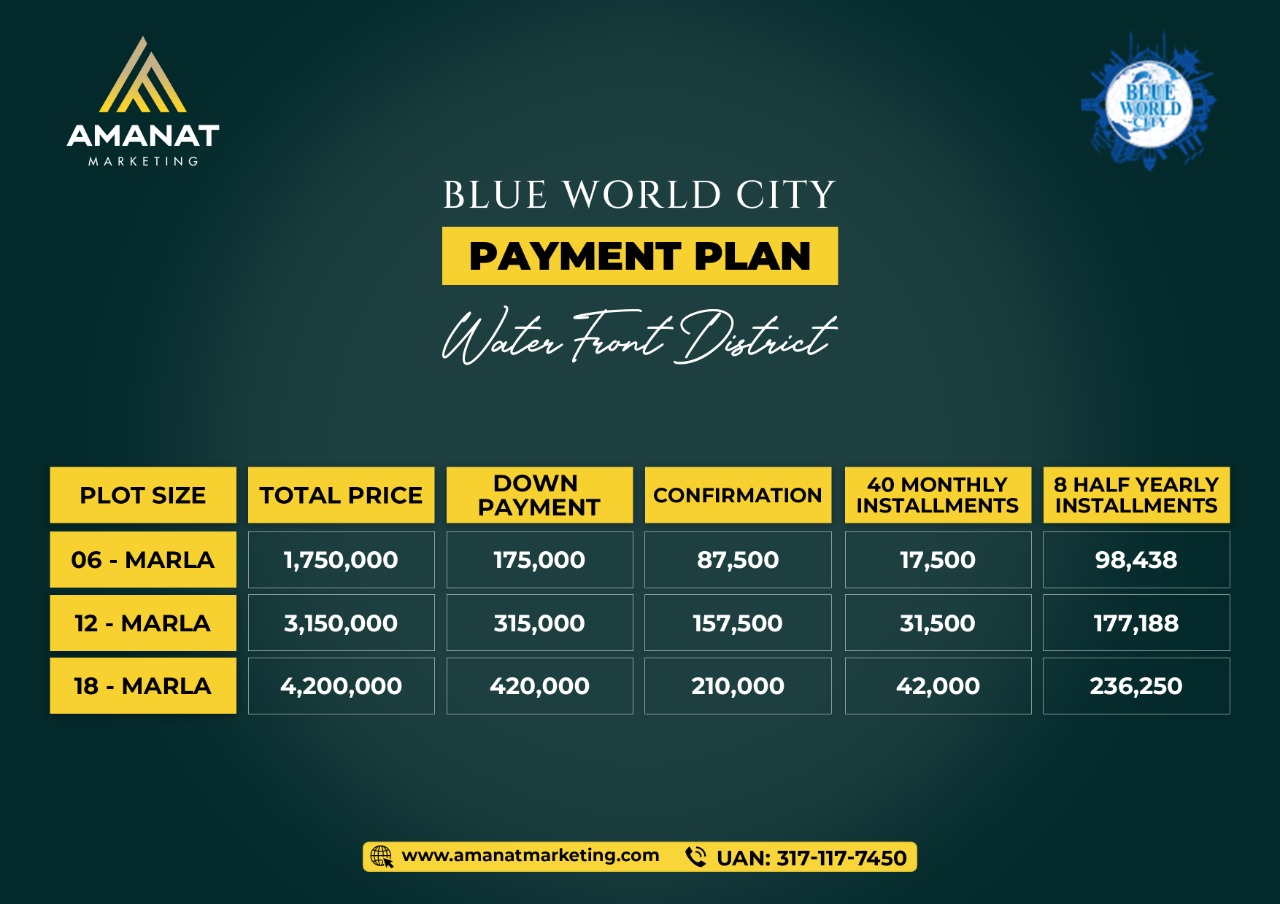 AMANAT
MARKETING
BLUE
WORLD
CITY
BLUE WORLD CITY
PAYMENT PLAN
Water Front District
PLOT SIZE TOTAL PRICE DOWN PAYMENT CONFIRMATION 40 MONTHLY INSTALLMENTS 8 HALF YEARLY INSTALLMENTS
06 - MARLA 1,750,000 175,000 87,500 17,500 98,438
12 - MARLA 3,150,000 315,000 157,500 31,500 177,188
18 - MARLA 4,200,000 420,000 210,000 42,000 236,250
www.amanatmarketing.com UAN: 317-117-7450